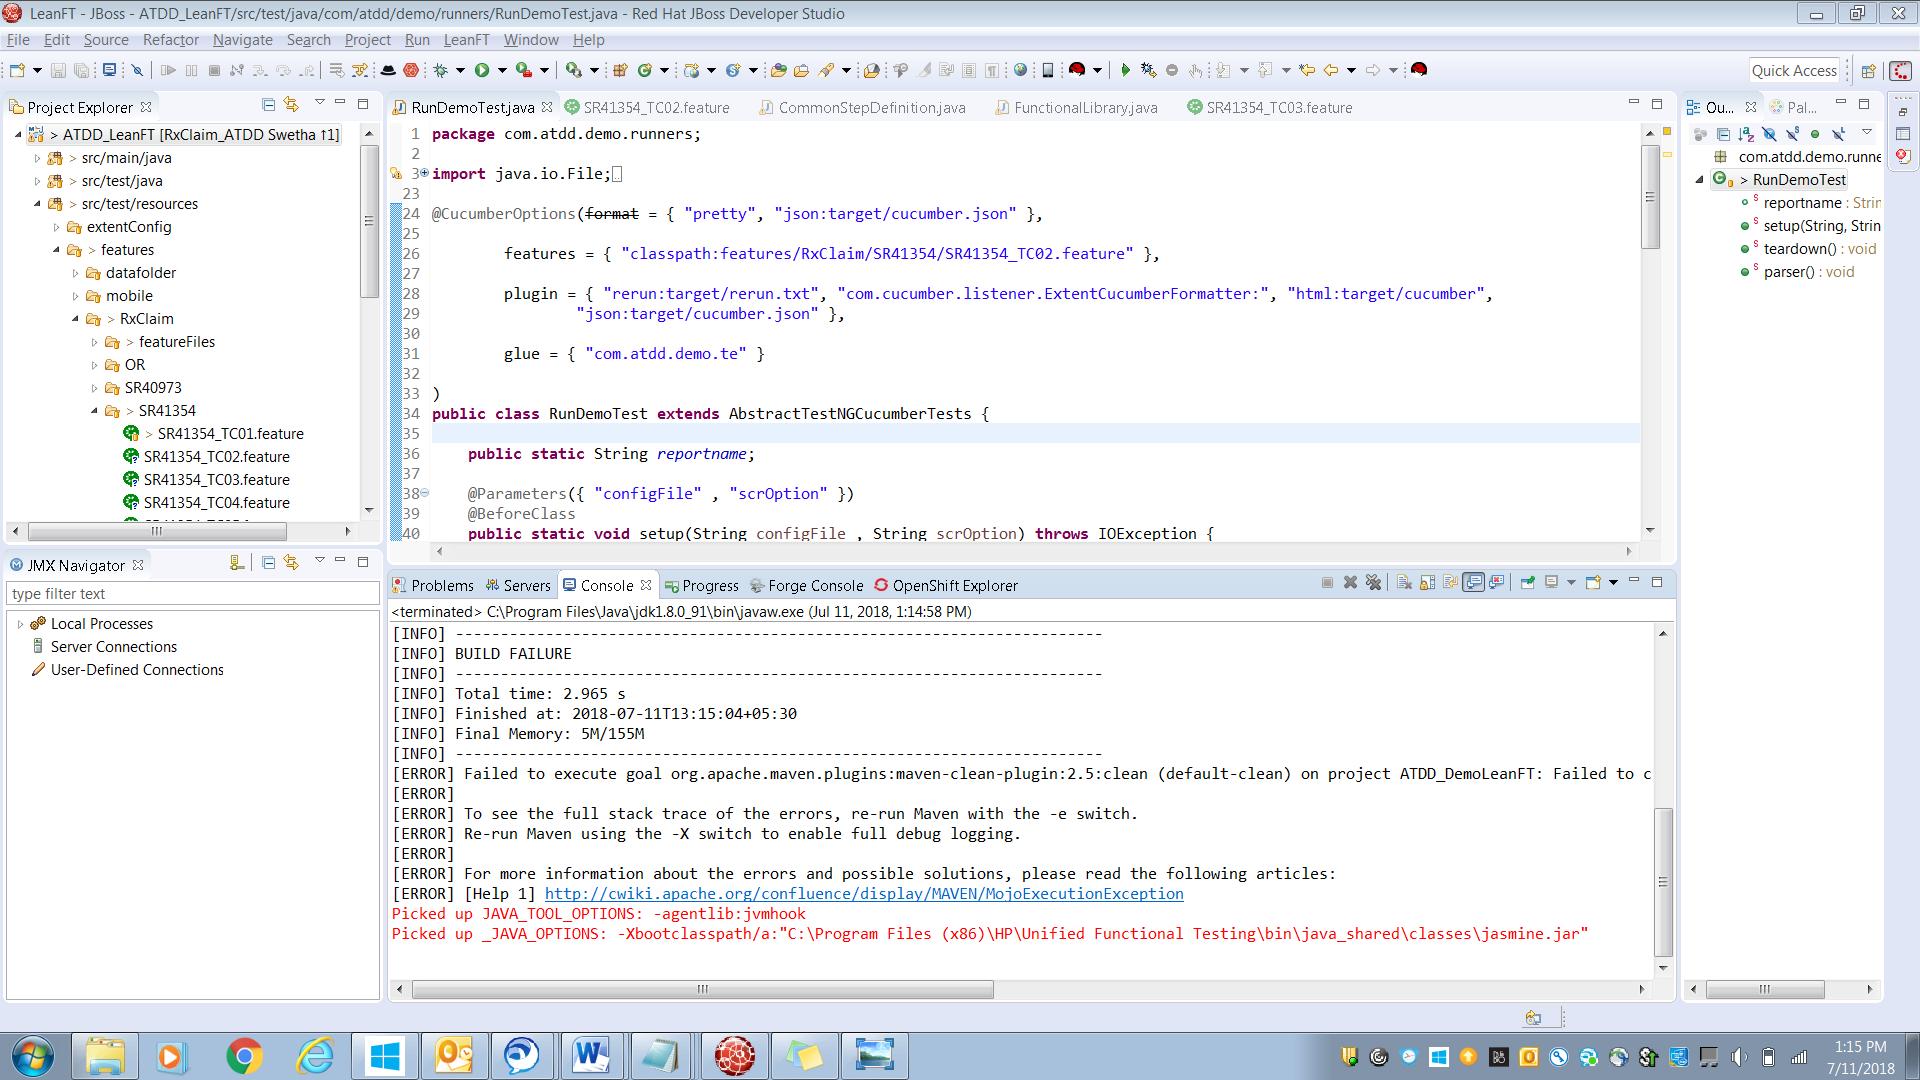 LeanFT - JBoss - ATDD_LeanFT/src/test/java/com/atdd/demo/runners/RunDemoTest.java - Red Hat JBoss Developer Studio
File Edit Source Refactor Navigate Search Project Run LeanFT Window Help
Quick Access
Project Explorer
> ATDD_LeanFT [RxClaim_ATDD Swetha ↑1]
> src/main/java
> src/test/java
> src/test/resources
extentConfig
> features
datafolder
mobile
> RxClaim
> featureFiles
OR
SR40973
> SR41354
> SR41354_TC01.feature
SR41354_TC02.feature
SR41354_TC03.feature
SR41354_TC04.feature
JMX Navigator
type filter text
Local Processes
Server Connections
User-Defined Connections
RunDemoTest.java SR41354_TC02.feature CommonStepDefinition.java FunctionalLibrary.java SR41354_TC03.feature
1 package com.atdd.demo.runners;
2
3 import java.io.File;
23
24 @CucumberOptions(format = { "pretty", "json:target/cucumber.json" },
25
26 features = { "classpath:features/RxClaim/SR41354/SR41354_TC02.feature" },
27
28 plugin = { "rerun:target/rerun.txt", "com.cucumber.listener.ExtentCucumberFormatter:", "html:target/cucumber",
29 "json:target/cucumber.json" },
30
31 glue = { "com.atdd.demo.te" }
32
33 )
34 public class RunDemoTest extends AbstractTestNGCucumberTests {
35
36 public static String reportname;
37
38 @Parameters({ "configFile" , "scrOption" })
39 @BeforeClass
40 public static void setup(String configFile , String scrOption) throws IOException {
Ou... Pal...
com.atdd.demo.runne
> RunDemoTest
reportname : Strin
setup(String, Strin
teardown() : void
parser() : void
Problems Servers Console Progress Forge Console OpenShift Explorer
<terminated> C:\Program Files\Java\jdk1.8.0_91\bin\javaw.exe (Jul 11, 2018, 1:14:58 PM)
[INFO] ------------------------------------------------------------------------
[INFO] BUILD FAILURE
[INFO] ------------------------------------------------------------------------
[INFO] Total time: 2.965 s
[INFO] Finished at: 2018-07-11T13:15:04+05:30
[INFO] Final Memory: 5M/155M
[INFO] ------------------------------------------------------------------------
[ERROR] Failed to execute goal org.apache.maven.plugins:maven-clean-plugin:2.5:clean (default-clean) on project ATDD_DemoLeanFT: Failed to c
[ERROR]
[ERROR] To see the full stack trace of the errors, re-run Maven with the -e switch.
[ERROR] Re-run Maven using the -X switch to enable full debug logging.
[ERROR]
[ERROR] For more information about the errors and possible solutions, please read the following articles:
[ERROR] [Help 1] http://cwiki.apache.org/confluence/display/MAVEN/MojoExecutionException
Picked up JAVA_TOOL_OPTIONS: -agentlib:jvmhook
Picked up _JAVA_OPTIONS: -Xbootclasspath/a:"C:\Program Files (x86)\HP\Unified Functional Testing\bin\java_shared\classes\jasmine.jar"
1:15 PM
7/11/2018